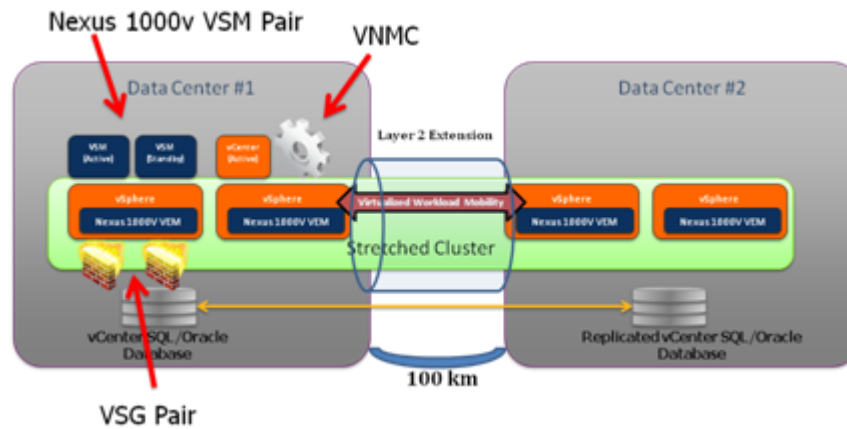 Nexus 1000v VSM Pair
VNMC
Data Center #1
Data Center #2
Layer 2 Extension
VSM
(Active)
VSM
(Standby)
vCenter
(Active)
vSphere
vSphere
Virtualized Workload Mobility
vSphere
vSphere
Nexus 1000V VEM
Nexus 1000V VEM
Nexus 1000V VEM
Nexus 1000V VEM
Stretched Cluster
vCenter SQL/Oracle
Database
Replicated vCenter SQL/Oracle
Database
100 km
VSG Pair